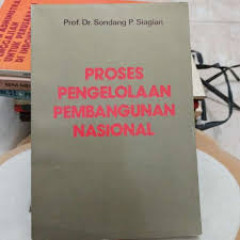 Prof. Dr. Sondang P. Siagian
PROSES
PENGELOLAAN
PEMBANGUNAN
NASIONAL